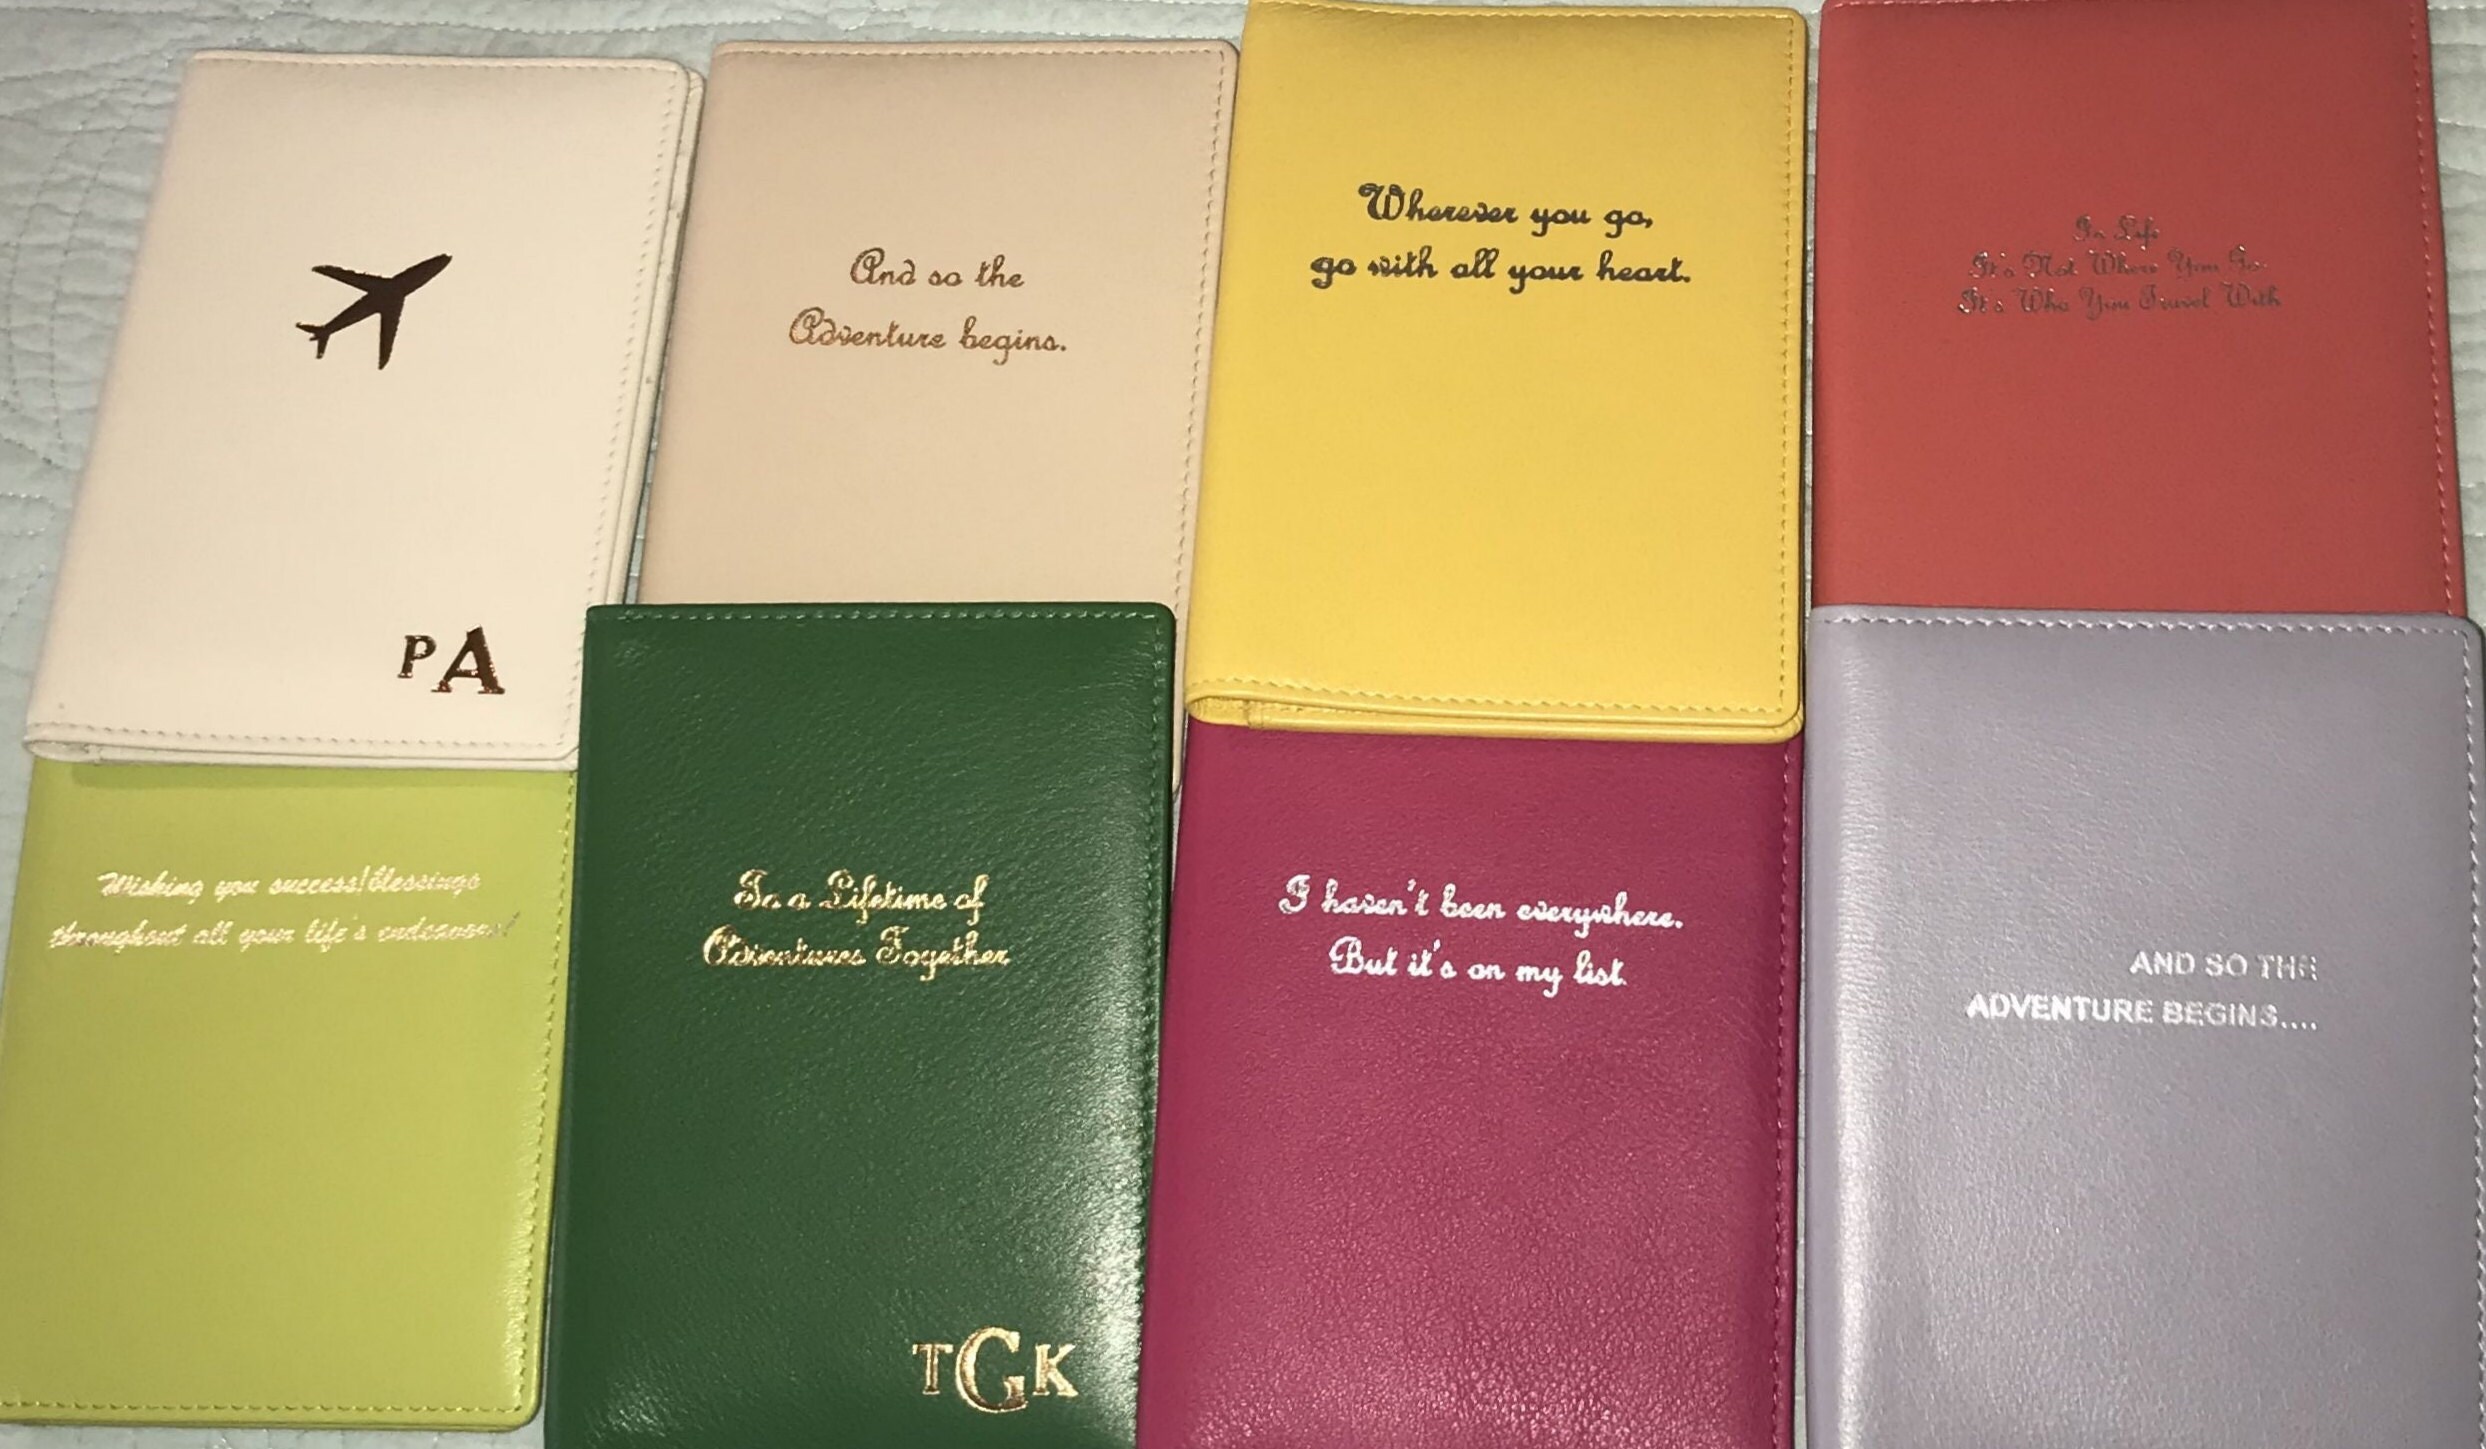 PA
And so the
Adventure begins.
Wherever you go,
go with all your heart.
In Life
It's Not Where You Go
It's Who You Travel With
Wishing you success/blessings
throughout all your life's endeavors!
To a Lifetime of
Adventures Together
TGK
I haven't been everywhere.
But it's on my list.
AND SO THE
ADVENTURE BEGINS....